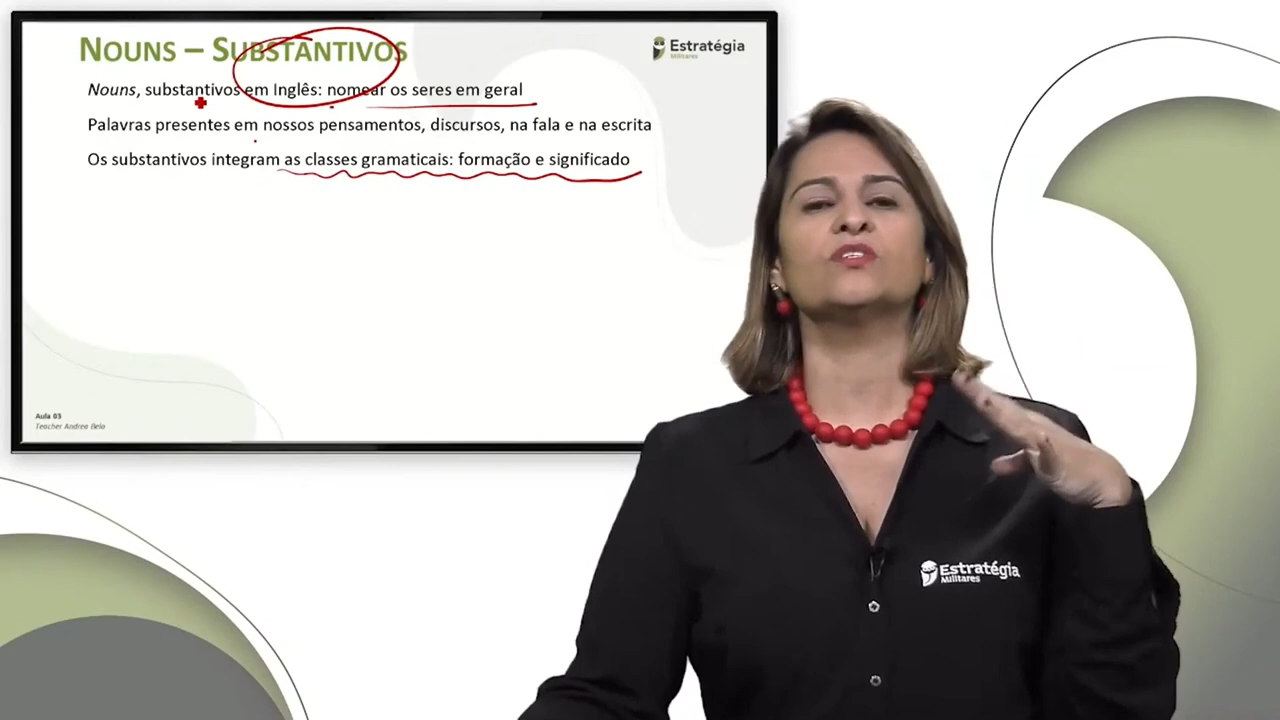 NOUNS – SUBSTANTIVOS
Estratégia
Militares
Nouns, substantivos em Inglês: nomear os seres em geral
Palavras presentes em nossos pensamentos, discursos, na fala e na escrita
Os substantivos integram as classes gramaticais: formação e significado
Aula 03
Teacher Andrea Belo
Estratégia
Militares